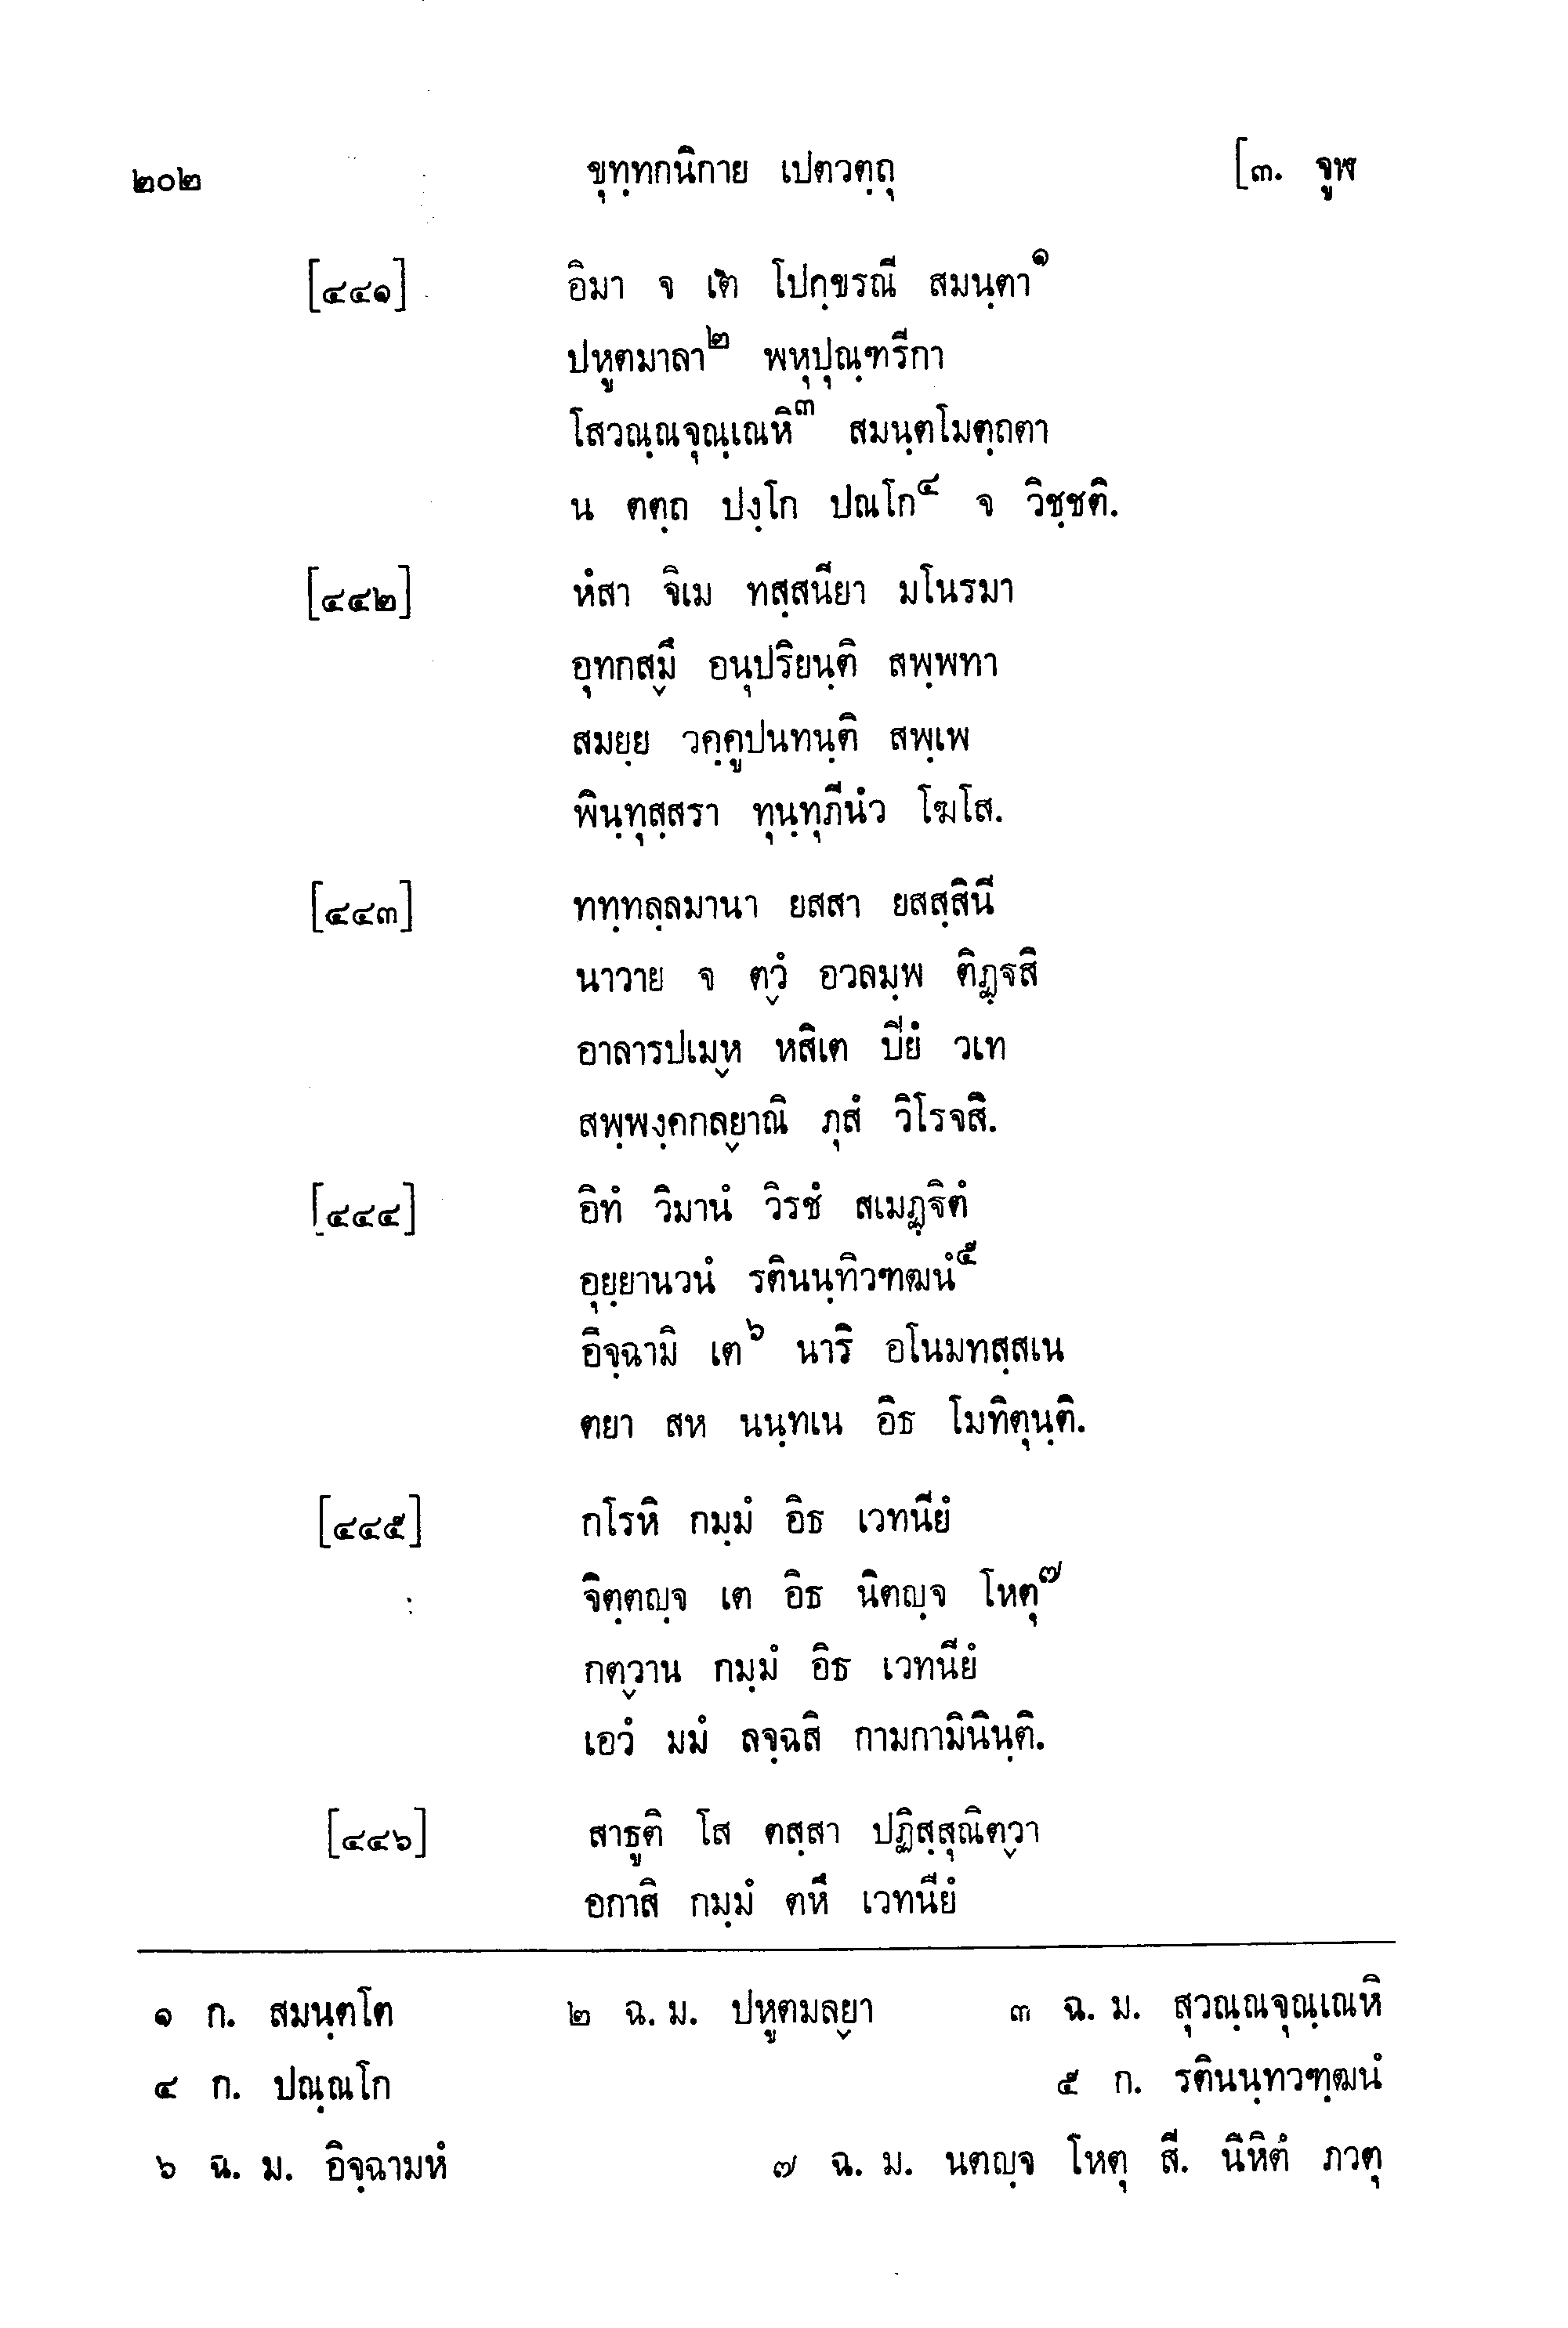 ๒๐๒ ขุทฺทกนิกาย เปตวตฺถุ [๓. จูฬ
[๔๔๑] อิมา จ เต โปกฺขรณี สมนฺตา๑
ปหูตมาลา๒ พหุปุณฺฑรีกา
โสวณฺณจุณฺเณหิ๓ สมนฺตโมตฺถตา
น ตตฺถ ปงฺโก ปณโก๔ จ วิชฺชติ.
[๔๔๒] หํสา จิเม ทสฺสนียา มโนรมา
อุทกสฺมึ อนุปริยนฺติ สพฺพทา
สมยฺย วคฺคูปนทนฺติ สพฺเพ
พินฺทุสฺสรา ทุนฺทุภีนํว โฆโส.
[๔๔๓] ททฺทลฺลมานา ยสสา ยสสฺสินี
นาวาย จ ตฺวํ อวลมฺพ ติฏฺฐสิ
อาลารปเมฺห หสิเต ปียํ วเท
สพฺพงฺคกลฺยาณิ ภุสํ วิโรจสิ.
[๔๔๔] อิทํ วิมานํ วิรชํ สเมฏฺฐิตํ
อุยฺยานวนํ รตินนฺทิวฑฒนํ๕
อิจฺฉามิ เต๖ นาริ อโนมทสฺสเน
ตยา สห นนฺทเน อิธ โมทิตุนฺติ.
[๔๔๕] กโรหิ กมฺมํ อิธ เวทนียํ
จิตฺตญฺจ เต อิธ นิตญฺจ โหตุ๗
กตฺวาน กมฺมํ อิธ เวทนียํ
เอวํ มมํ ลจฺฉสิ กามกามินินฺติ.
[๔๔๖] สาธูติ โส ตสฺสา ปฏิสฺสุณิตฺวา
อกาสิ กมฺมํ ตหึ เวทนียํ
๑ ก. สมนฺตโต ๒ ฉ. ม. ปหูตมลฺยา ๓ ฉ. ม. สุวณฺณจุณฺเณหิ
๔ ก. ปณฺณโก ๕ ก. รตินนฺทวฑฺฒนํ
๖ ฉ. ม. อิจฺฉามหํ ๗ ฉ. ม. นตญฺจ โหตุ สี. นีหิตํ ภวตุ